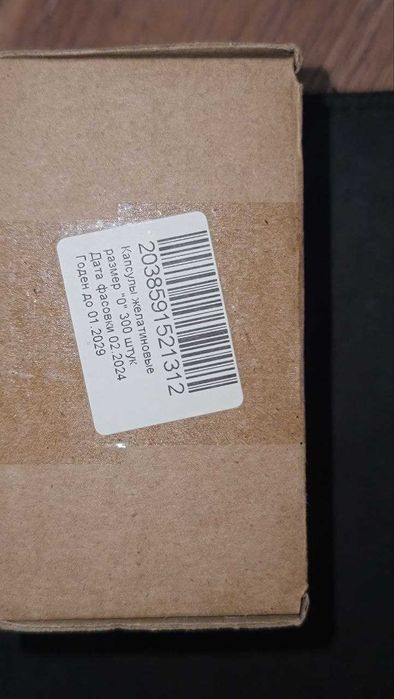 2038591521312
Капсулы желатиновые
размер "0" 300 штук
Дата фасовки 02.2024
Годен до 01.2029